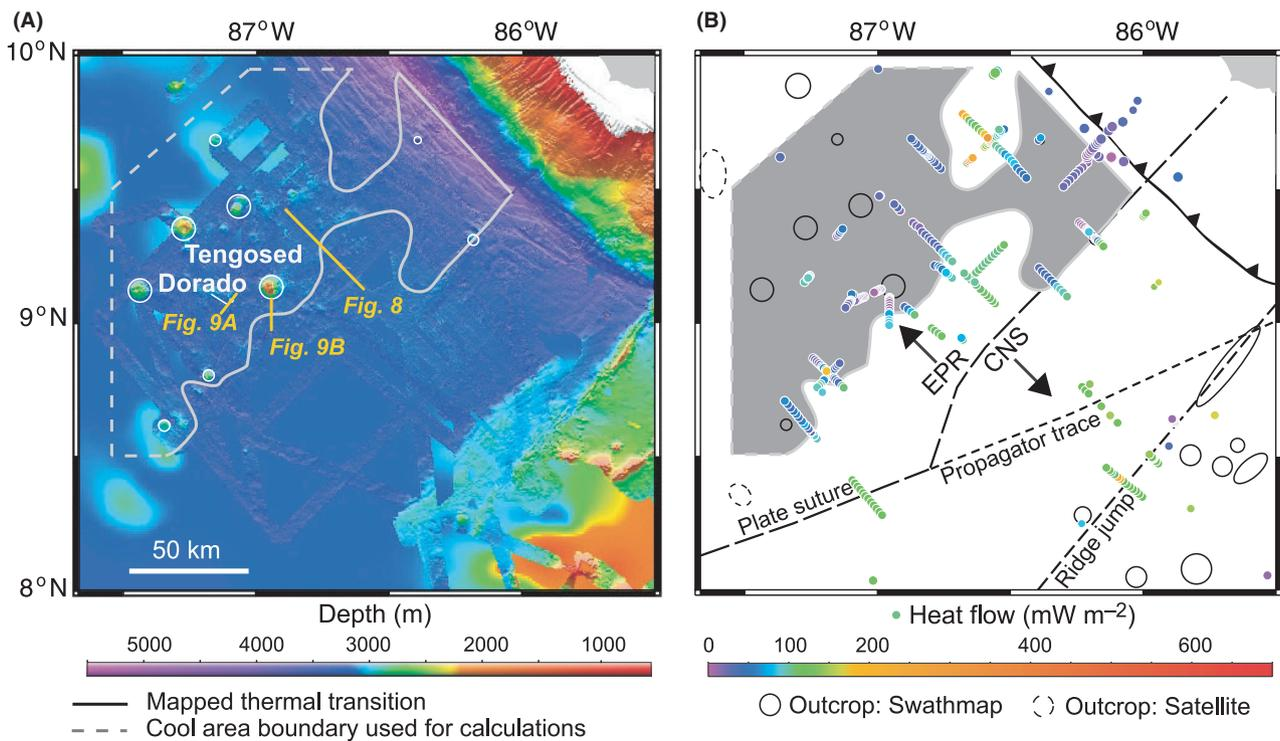 (A)
87°W
86°W
10°N
9°N
8°N
Tengosed
Dorado
Fig. 8
Fig. 9A
Fig. 9B
50 km
Depth (m)
5000
4000
3000
2000
1000
Mapped thermal transition
Cool area boundary used for calculations
(B)
87°W
86°W
EPR
CNS
Propagator trace
Plate suture
Ridge jump
Heat flow (mW m–2)
0
100
200
400
600
Outcrop: Swathmap
Outcrop: Satellite